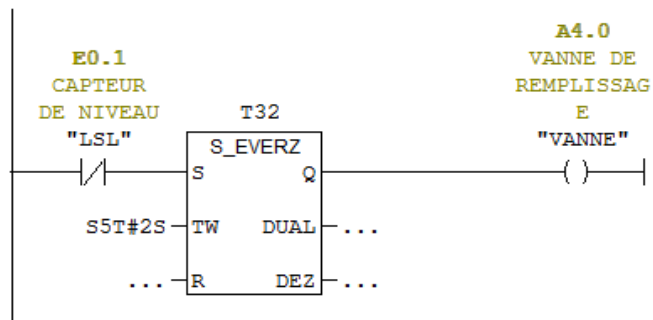 E0.1
CAPTEUR
DE NIVEAU
"LSL"
T32
S_EVERZ
A4.0
VANNE DE
REMPLISSAG
E
"VANNE"
S
Q
S5T#2S
TW
DUAL
...
...
R
DEZ
...